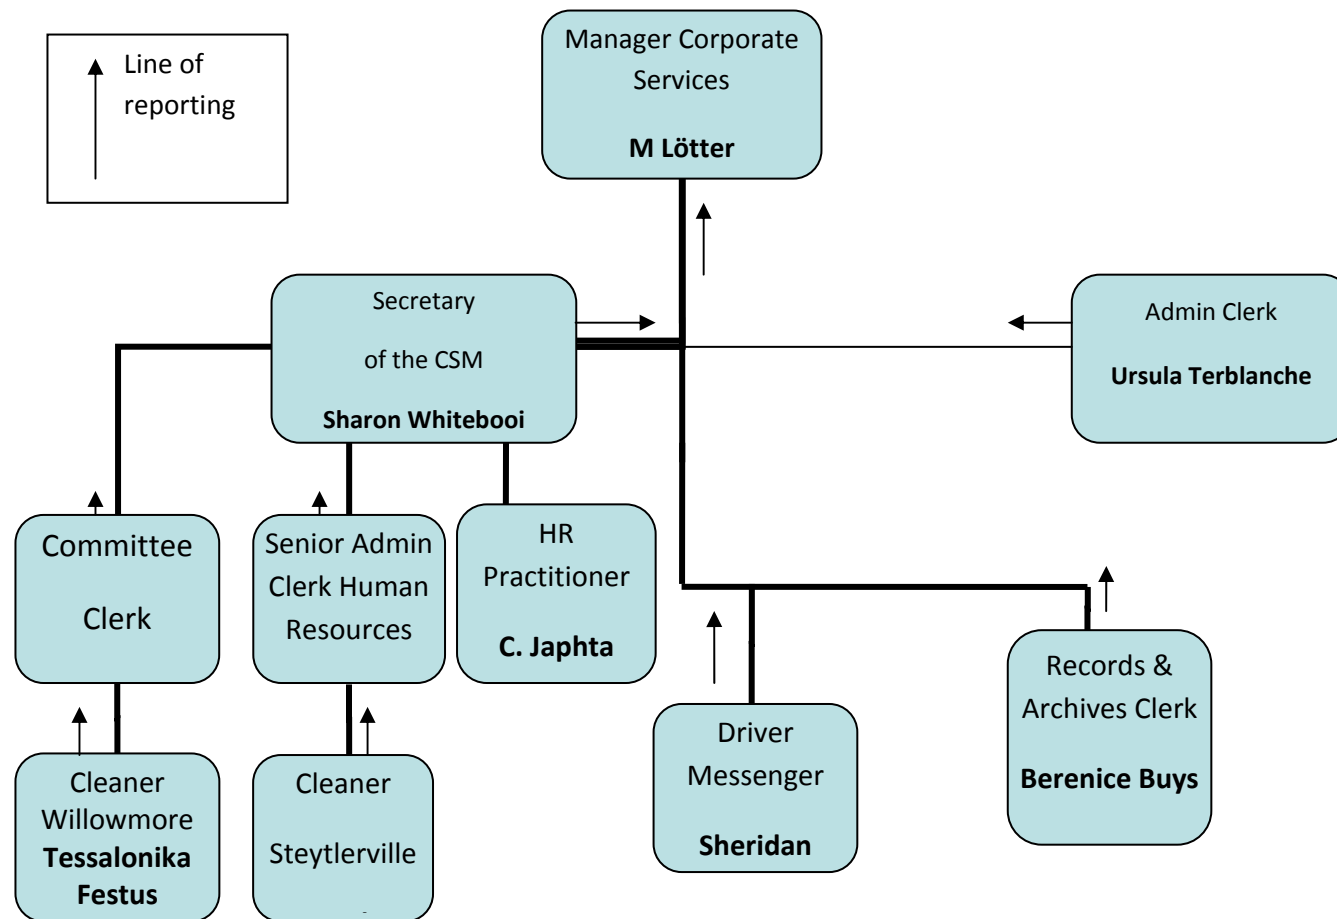 Line of
reporting
Manager Corporate
Services
M Lötter
Secretary
of the CSM
Sharon Whitebooi
Admin Clerk
Ursula Terblanche
Committee
Clerk
Senior Admin
Clerk Human
Resources
HR
Practitioner
C. Japhta
Records &
Archives Clerk
Berenice Buys
Driver
Messenger
Sheridan
Cleaner
Willowmore
Tessalonika
Festus
Cleaner
Steytlerville